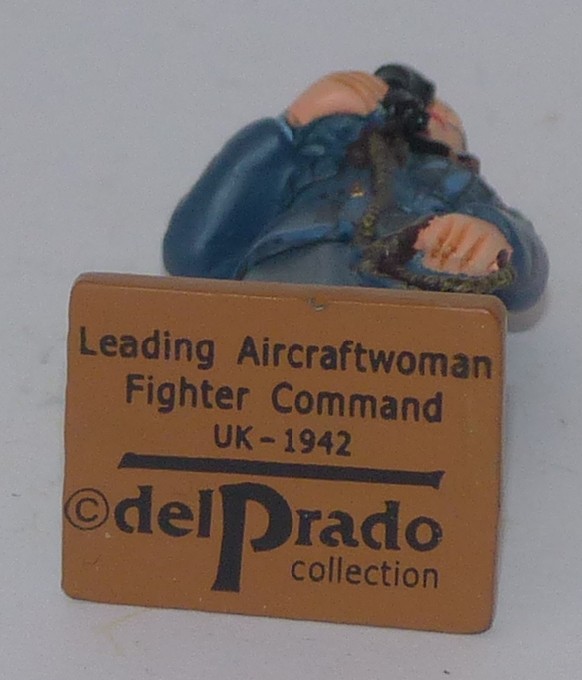 Leading Aircraftwoman
Fighter Command
UK - 1942
©delPrado
collection